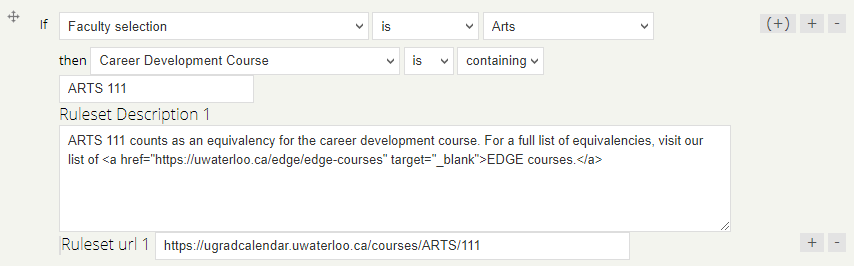 If Faculty selection is Arts (+) + -
then Career Development Course is containing
ARTS 111
Ruleset Description 1
ARTS 111 counts as an equivalency for the career development course. For a full list of equivalencies, visit our
list of <a href="https://uwaterloo.ca/edge/edge-courses" target="_blank">EDGE courses.</a>
Ruleset url 1 https://ugradcalendar.uwaterloo.ca/courses/ARTS/111 + -